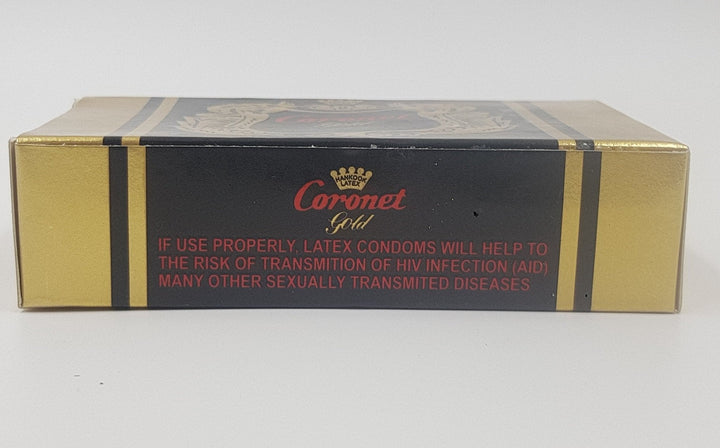 HANKOOK
LATEX
Coronet
Gold
IF USE PROPERLY, LATEX CONDOMS WILL HELP TO
THE RISK OF TRANSMITION OF HIV INFECTION (AID)
MANY OTHER SEXUALLY TRANSMITED DISEASES